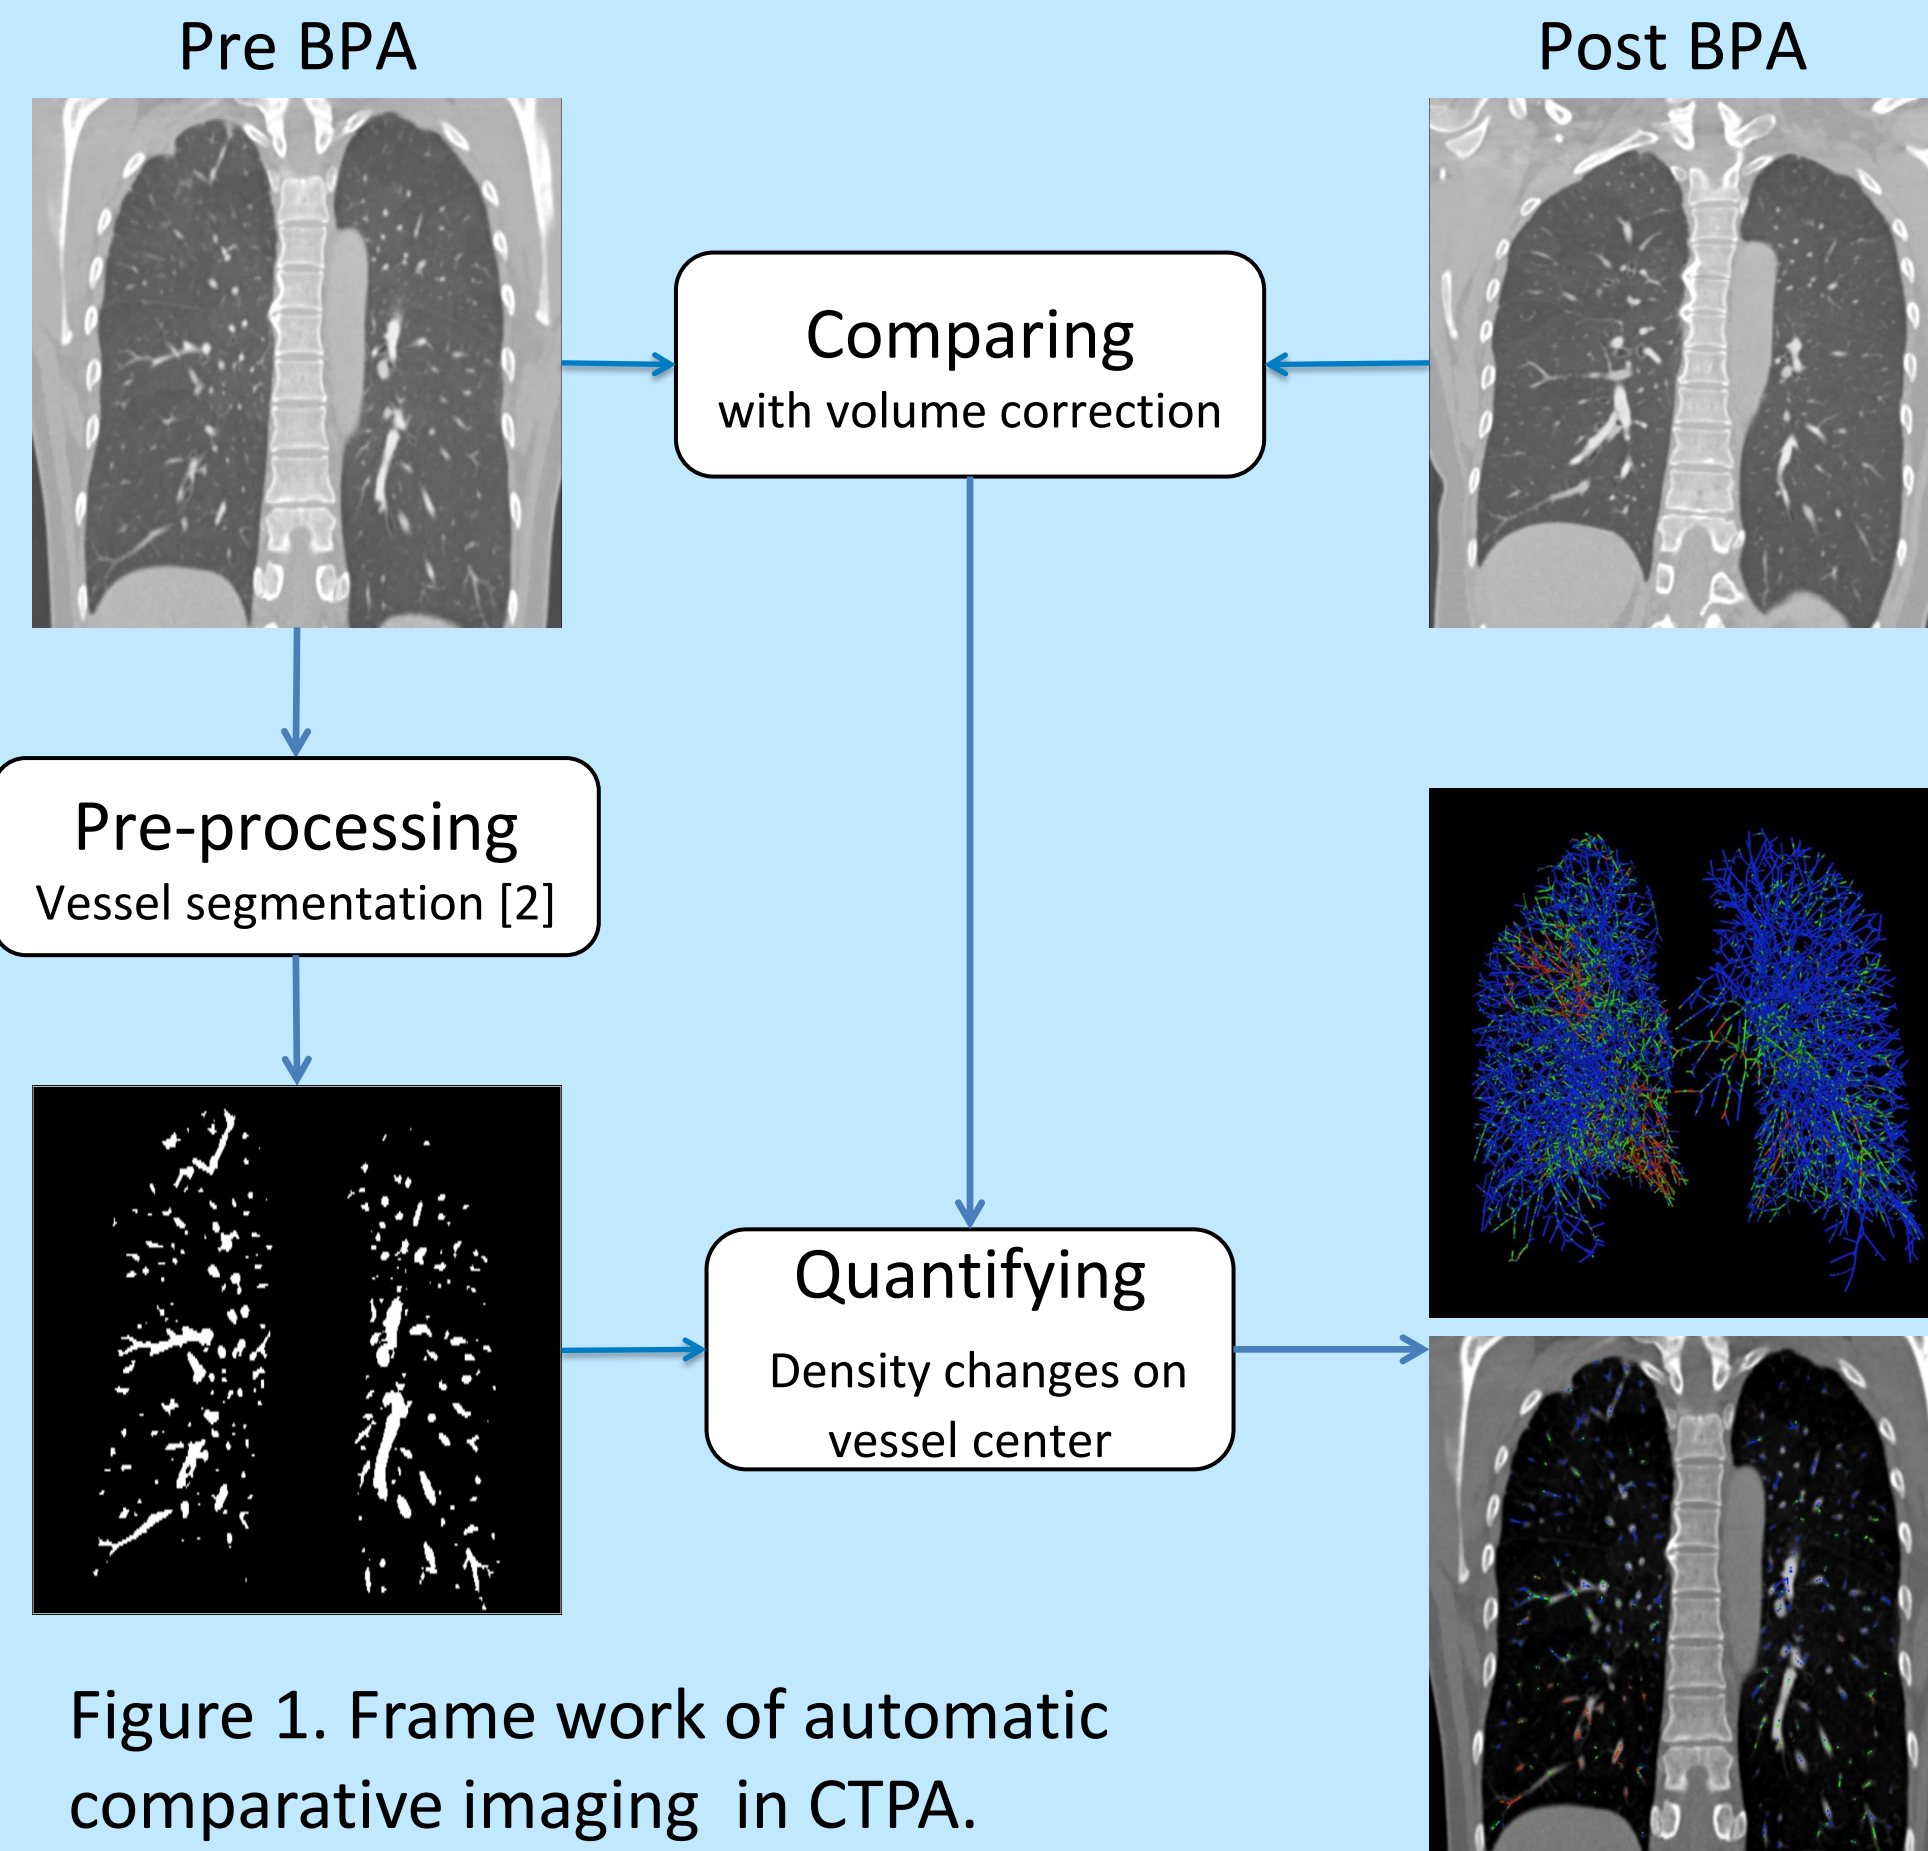 Pre BPA
Post BPA
Comparing
with volume correction
Pre-processing
Vessel segmentation [2]
Quantifying
Density changes on
vessel center
Figure 1. Frame work of automatic
comparative imaging  in CTPA.